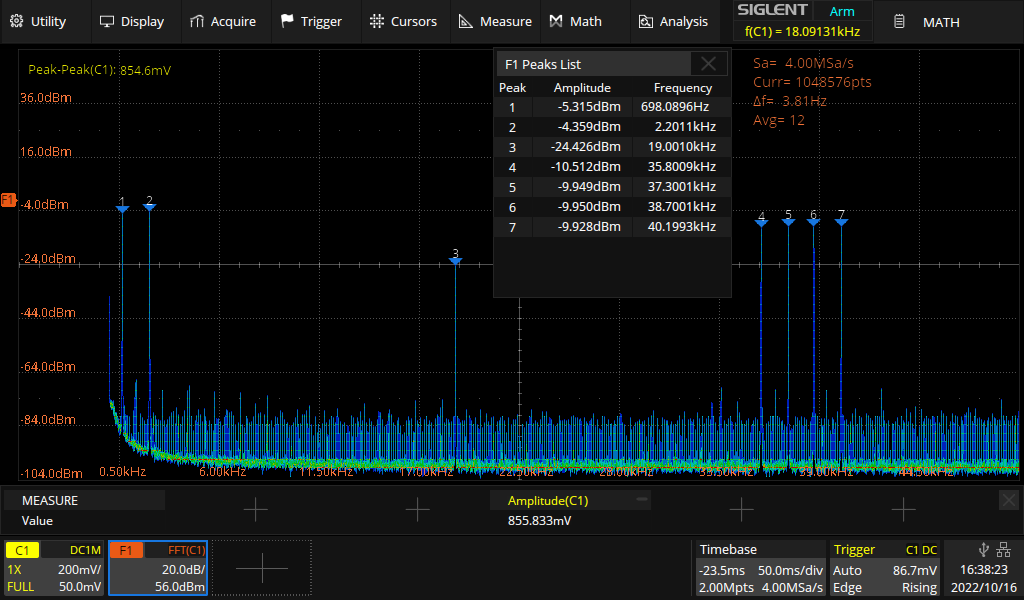 Utility Display Acquire Trigger Cursors Measure Math Analysis
SIGLENT Arm
f(C1) = 18.09131kHz
MATH
Peak-Peak(C1): 854.6mV
F1 Peaks List
Peak Amplitude Frequency
1 -5.315dBm 698.0896Hz
2 -4.359dBm 2.2011kHz
3 -24.426dBm 19.0010kHz
4 -10.512dBm 35.8009kHz
5 -9.949dBm 37.3001kHz
6 -9.950dBm 38.7001kHz
7 -9.928dBm 40.1993kHz
Sa= 4.00MSa/s
Curr= 1048576pts
Δf= 3.81Hz
Avg= 12
36.0dBm
16.0dBm
F1
-4.0dBm
-24.0dBm
-44.0dBm
-64.0dBm
-84.0dBm
-104.0dBm
1 2 3 4 5 6 7
0.50kHz 6.00kHz 11.50kHz 17.00kHz 22.50kHz 28.00kHz 33.50kHz 39.00kHz 44.50kHz
MEASURE Amplitude(C1)
Value 855.833mV
C1 DC1M
1X 200mV/
FULL 50.0mV
F1 FFT(C1)
20.0dB/
56.0dBm
Timebase
-23.5ms 50.0ms/div
2.00Mpts 4.00MSa/s
Trigger C1 DC
Auto 86.7mV
Edge Rising
16:38:23
2022/10/16